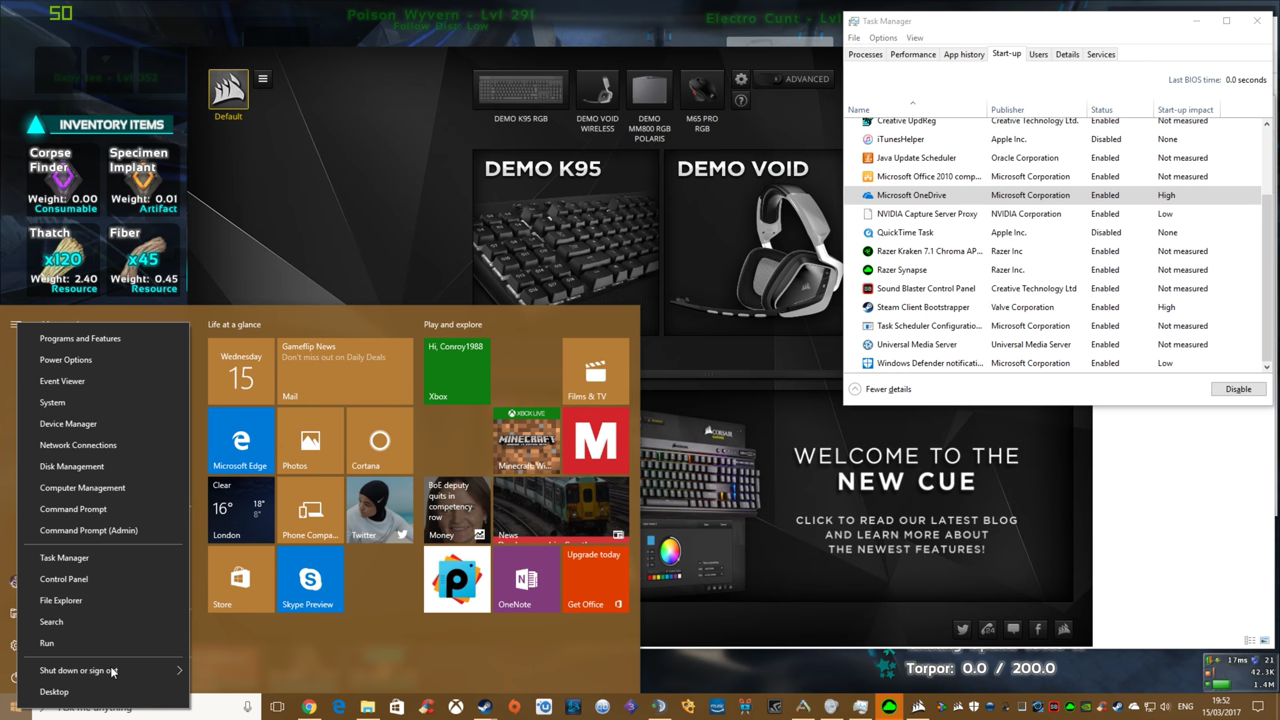 50
Poison Wyvern - Lvl 291
Follow Dist: Low
Electro Cunt - Lvl
INVENTORY ITEMS
Corpse Finder
Weight: 0.00
Consumable
Specimen Implant
Weight: 0.01
Artifact
Thatch
x120
Weight: 2.40
Resource
Fiber
x45
Weight: 0.45
Resource
Default
DEMO K95 RGB
DEMO VOID WIRELESS
DEMO MM800 RGB POLARIS
M65 PRO RGB
ADVANCED
?
DEMO K95
DEMO VOID
WELCOME TO THE
NEW CUE
CLICK TO READ OUR LATEST BLOG
AND LEARN MORE ABOUT
THE NEWEST FEATURES!
CORSAIR
Task Manager
File Options View
Processes Performance App history Start-up Users Details Services
Last BIOS time: 0.0 seconds
Name Publisher Status Start-up impact
Creative UpdReg Creative Technology Ltd. Enabled Not measured
iTunesHelper Apple Inc. Disabled None
Java Update Scheduler Oracle Corporation Enabled Not measured
Microsoft Office 2010 comp... Microsoft Corporation Enabled Not measured
Microsoft OneDrive Microsoft Corporation Enabled High
NVIDIA Capture Server Proxy NVIDIA Corporation Enabled Low
QuickTime Task Apple Inc. Disabled None
Razer Kraken 7.1 Chroma AP... Razer Inc Enabled Not measured
Razer Synapse Razer Inc. Enabled Not measured
Sound Blaster Control Panel Creative Technology Ltd Enabled Not measured
Steam Client Bootstrapper Valve Corporation Enabled High
Task Scheduler Configuratio... Microsoft Corporation Enabled Not measured
Universal Media Server Universal Media Server Enabled Not measured
Windows Defender notificati... Microsoft Corporation Enabled Low
Fewer details
Disable
Programs and Features
Power Options
Event Viewer
System
Device Manager
Network Connections
Disk Management
Computer Management
Command Prompt
Command Prompt (Admin)
Task Manager
Control Panel
File Explorer
Search
Run
Shut down or sign out
Desktop
Life at a glance
Wednesday
15
Gameflip News
Don't miss out on Daily Deals
Mail
Microsoft Edge
Photos
Cortana
Clear
16° 18°
8°
London
Phone Compa...
Twitter
Store
Skype Preview
Play and explore
Hi, Conroy1988
Xbox
Films & TV
XBOX LIVE
MINECRAFT
Minecraft: Wi...
M
BoE deputy
quits in
competency
row
Money
News
P
OneNote
Upgrade today
Get Office
Torpor: 0.0 / 200.0
17ms 21
42.3K
1.4M
ENG
19:52
15/03/2017